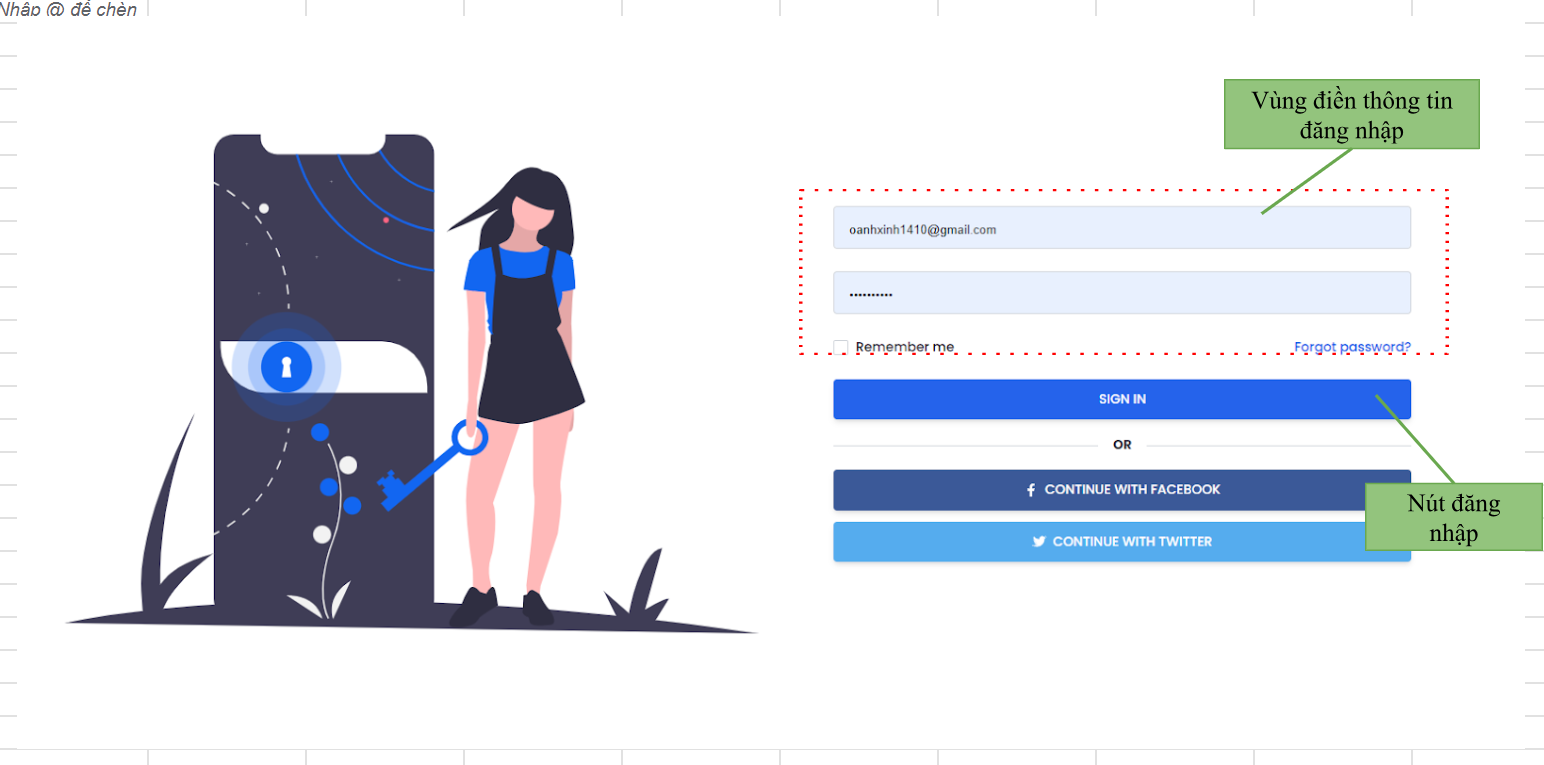 Nhập @ để chèn
Vùng điền thông tin
đăng nhập
oanhxinh1410@gmail.com
••••••••••
Remember me
Forgot password?
SIGN IN
OR
CONTINUE WITH FACEBOOK
CONTINUE WITH TWITTER
Nút đăng
nhập